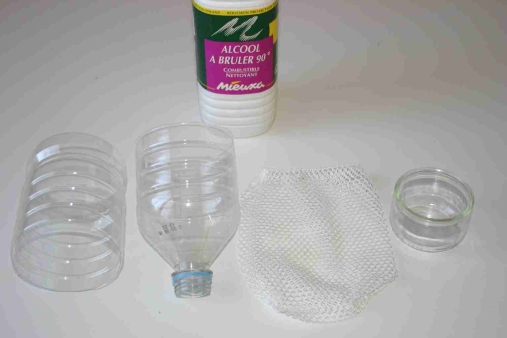 ALCOOL
A BRULER 90°
COMBUSTIBLE
NETTOYANT
Mieuxa